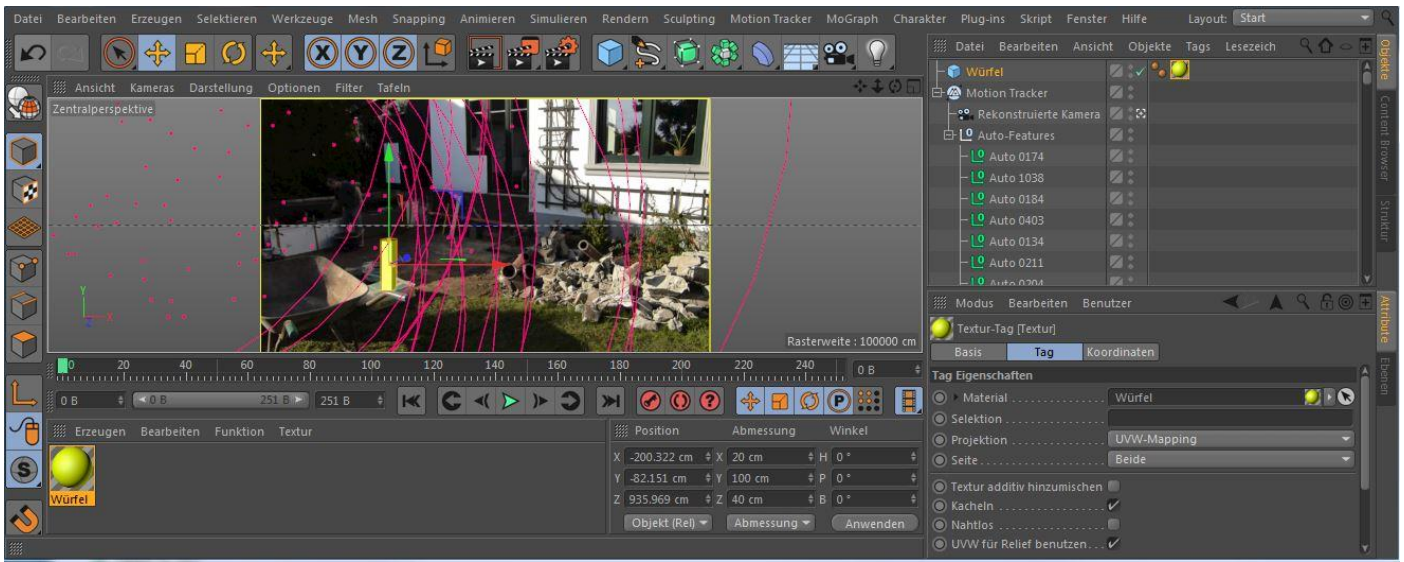 Datei Bearbeiten Erzeugen Selektieren Werkzeuge Mesh Snapping Animieren Simulieren Rendern Sculpting Motion Tracker MoGraph Charakter Plug-ins Skript Fenster Hilfe Layout: Start
Datei Bearbeiten Ansicht Objekte Tags Lesezeich
Objekte
Content Browser
Struktur
Würfel
Motion Tracker
Rekonstruierte Kamera
Auto-Features
Auto 0174
Auto 1038
Auto 0184
Auto 0403
Auto 0134
Auto 0211
Auto 0204
X Y Z
Ansicht Kameras Darstellung Optionen Filter Tafeln
Zentralperspektive
Y
X
Z
Rasterweite : 100000 cm
0 20 40 60 80 100 120 140 160 180 200 220 240 0 B
0 B 0 B 251 B 251 B
P
Erzeugen Bearbeiten Funktion Textur
Würfel
S
Position Abmessung Winkel
X -200.322 cm X 20 cm H 0 °
Y -82.151 cm Y 100 cm P 0 °
Z 935.969 cm Z 40 cm B 0 °
Objekt (Rel) Abmessung Anwenden
Modus Bearbeiten Benutzer
Attribute
Ebenen
Textur-Tag [Textur]
Basis Tag Koordinaten
Tag Eigenschaften
Material Würfel
Selektion
Projektion UVW-Mapping
Seite Beide
Textur additiv hinzumischen
Kacheln
Nahtlos
UVW für Relief benutzen